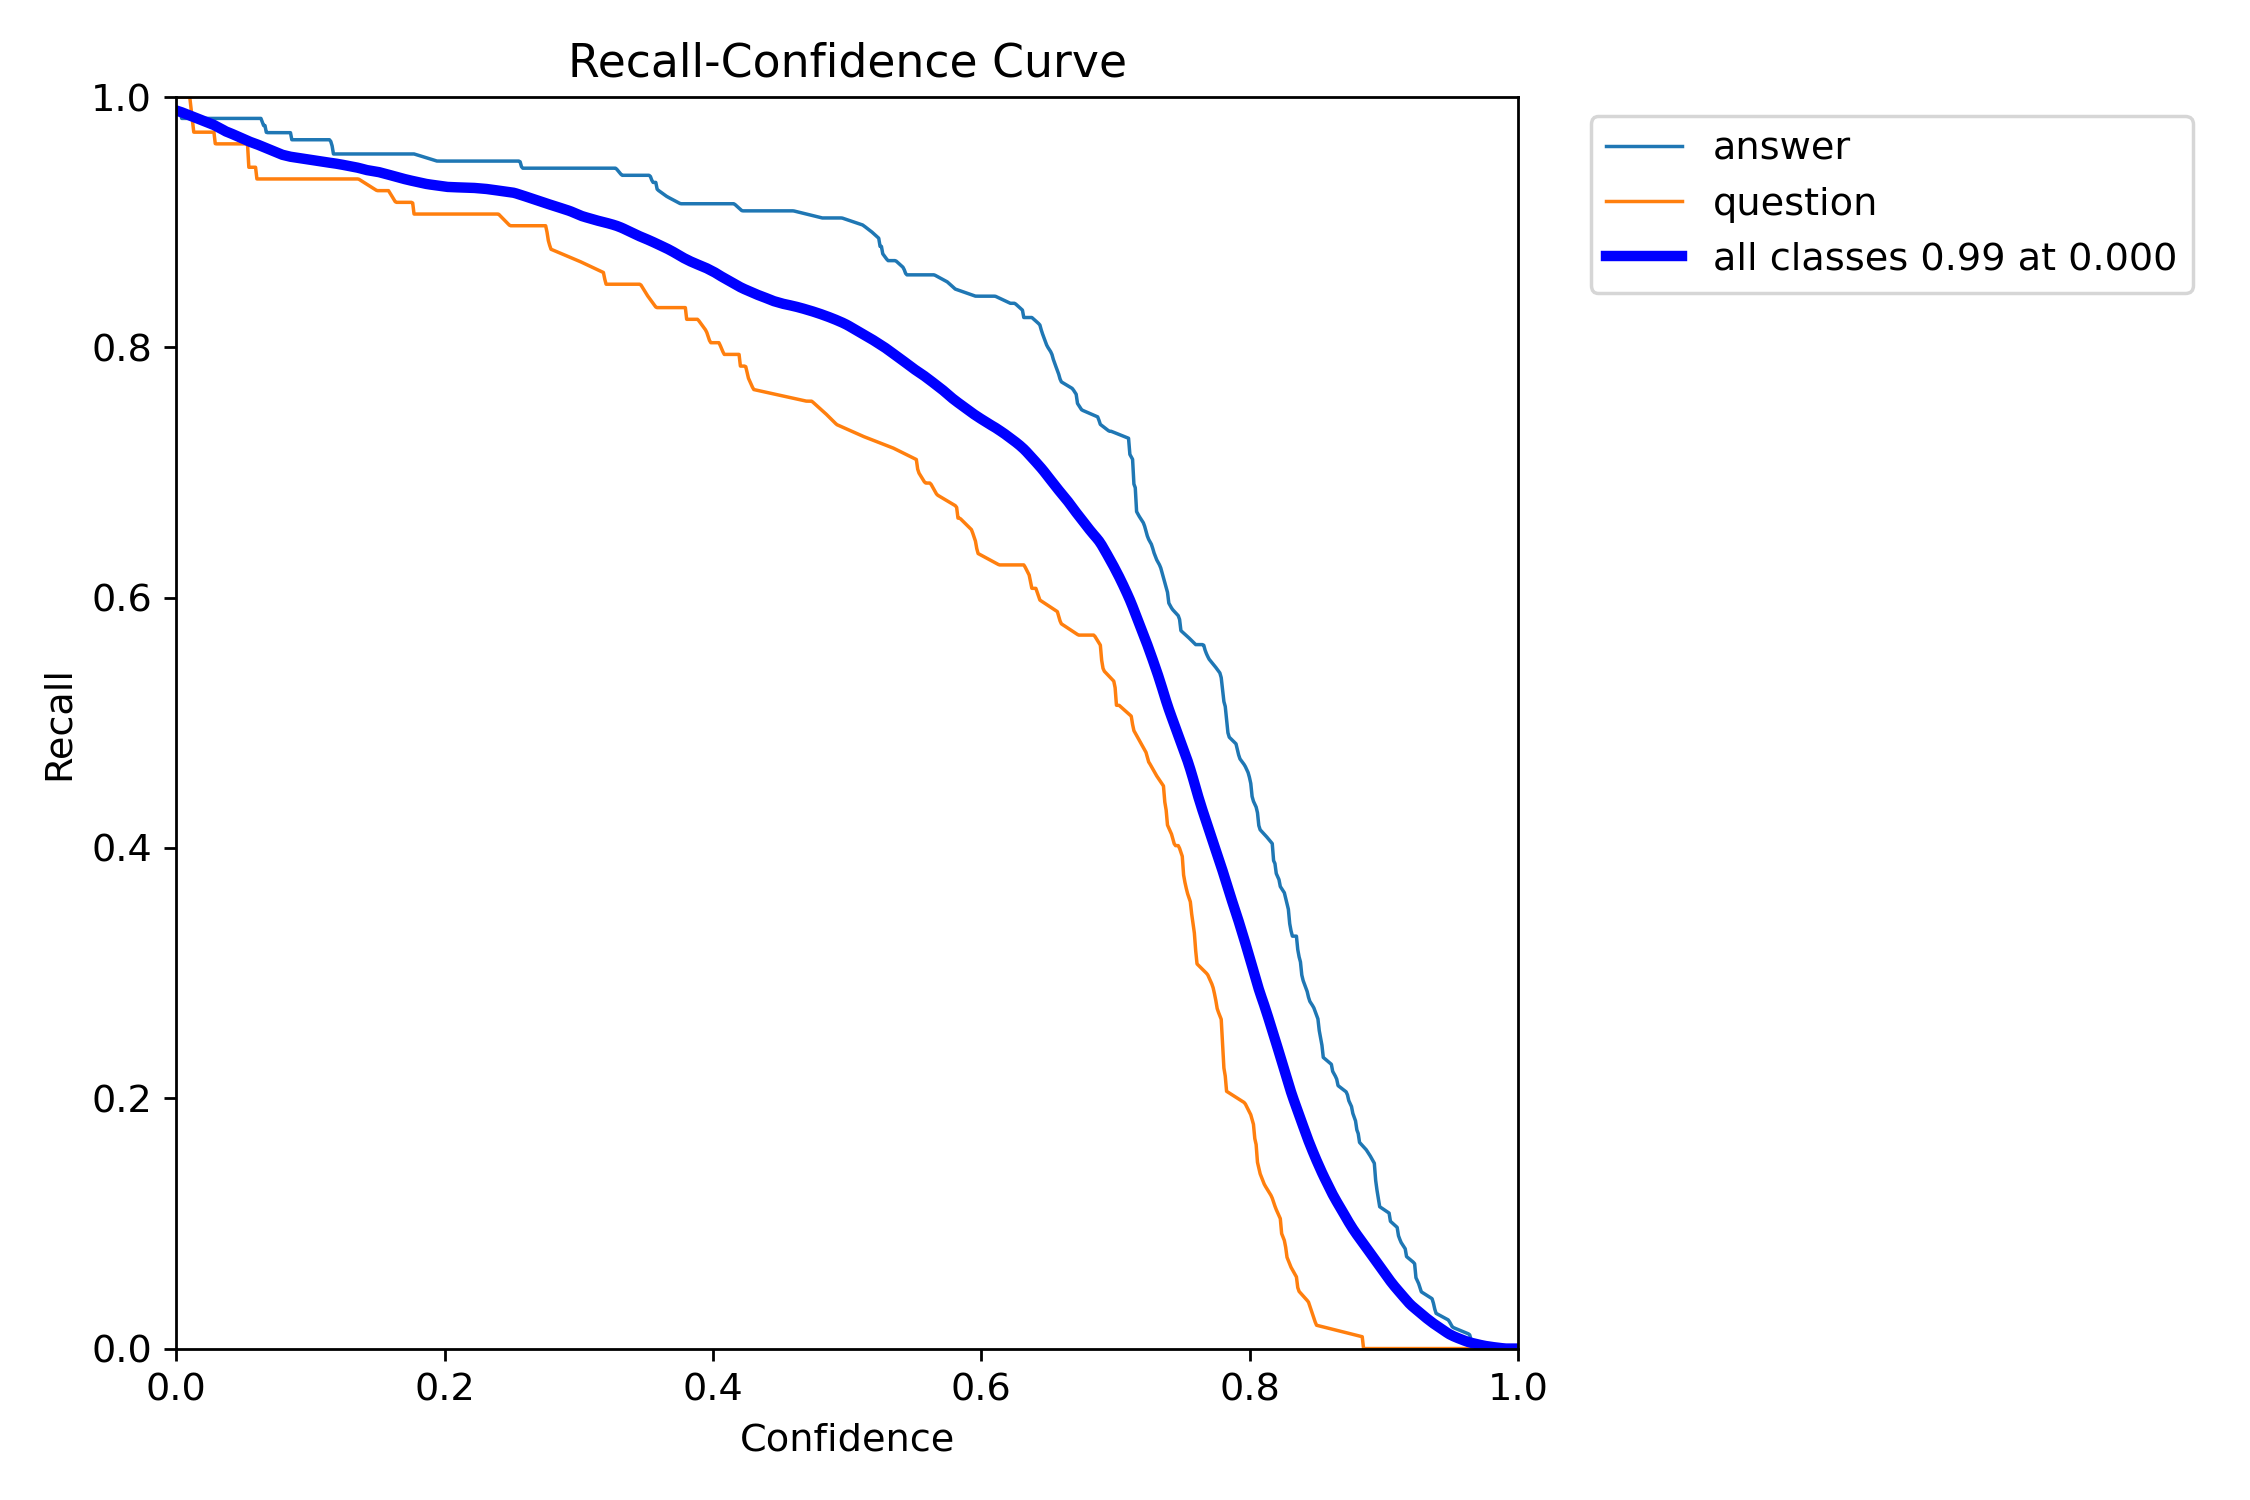 Recall-Confidence Curve
1.0
0.8
0.6
0.4
0.2
0.0
Recall
0.0 0.2 0.4 0.6 0.8 1.0
Confidence
answer
question
all classes 0.99 at 0.000